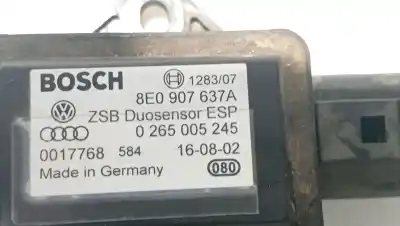 BOSCH 1283/07
8E0 907 637A
ZSB Duosensor ESP
0 265 005 245
0017768 584 16-08-02
Made in Germany 080